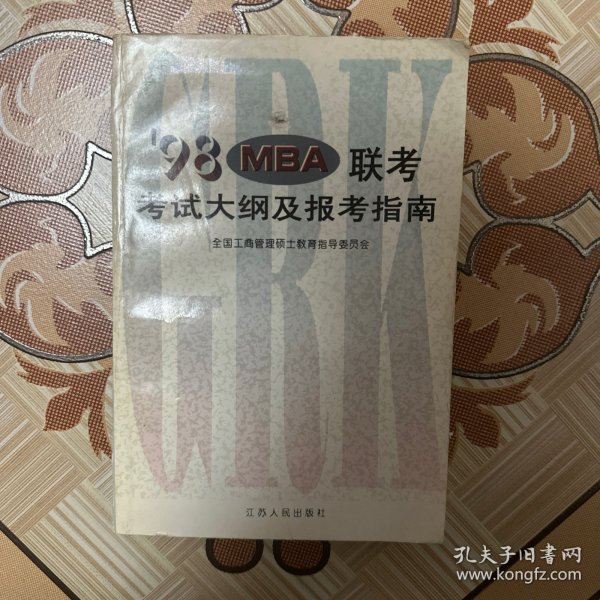 GRK
'98 MBA 联考
考试大纲及报考指南
全国工商管理硕士教育指导委员会
江苏人民出版社
孔夫子旧书网
www.kongfz.com